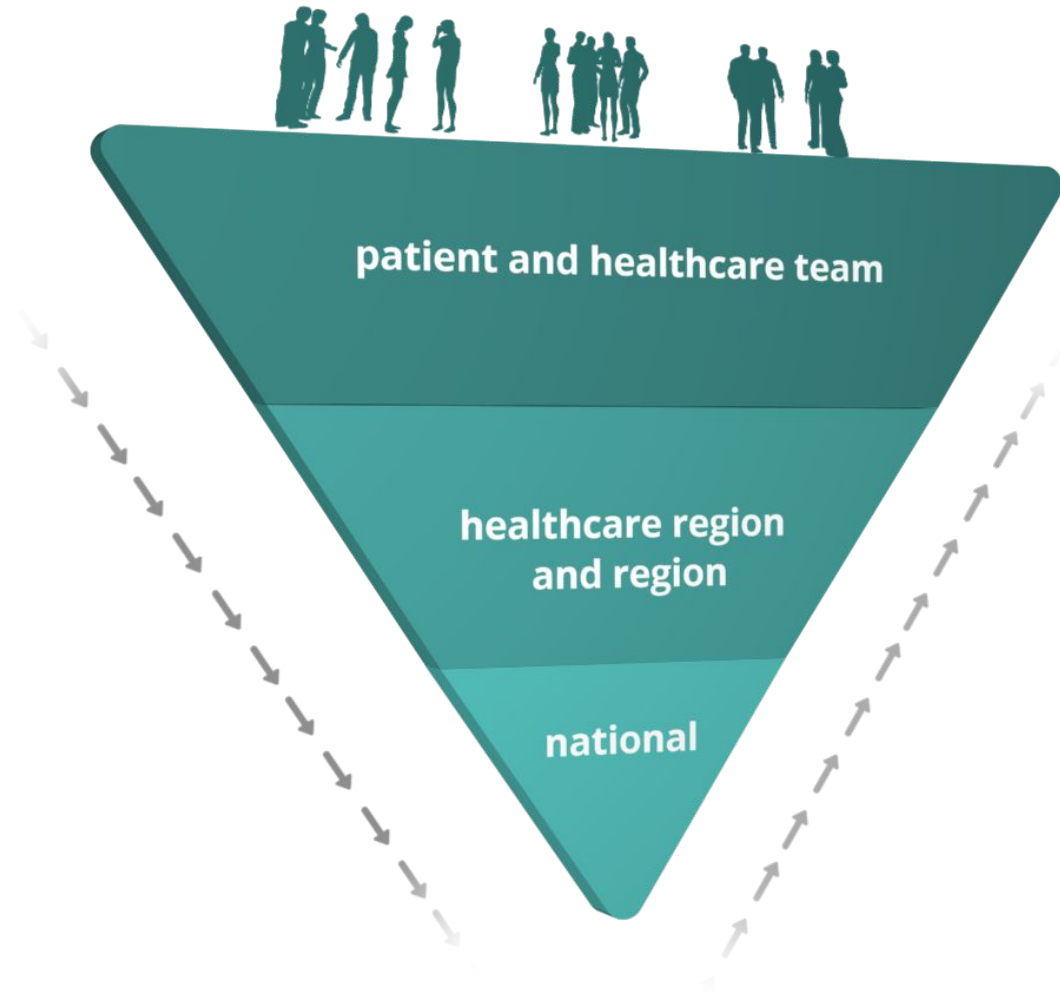 patient and healthcare team
healthcare region
and region
national